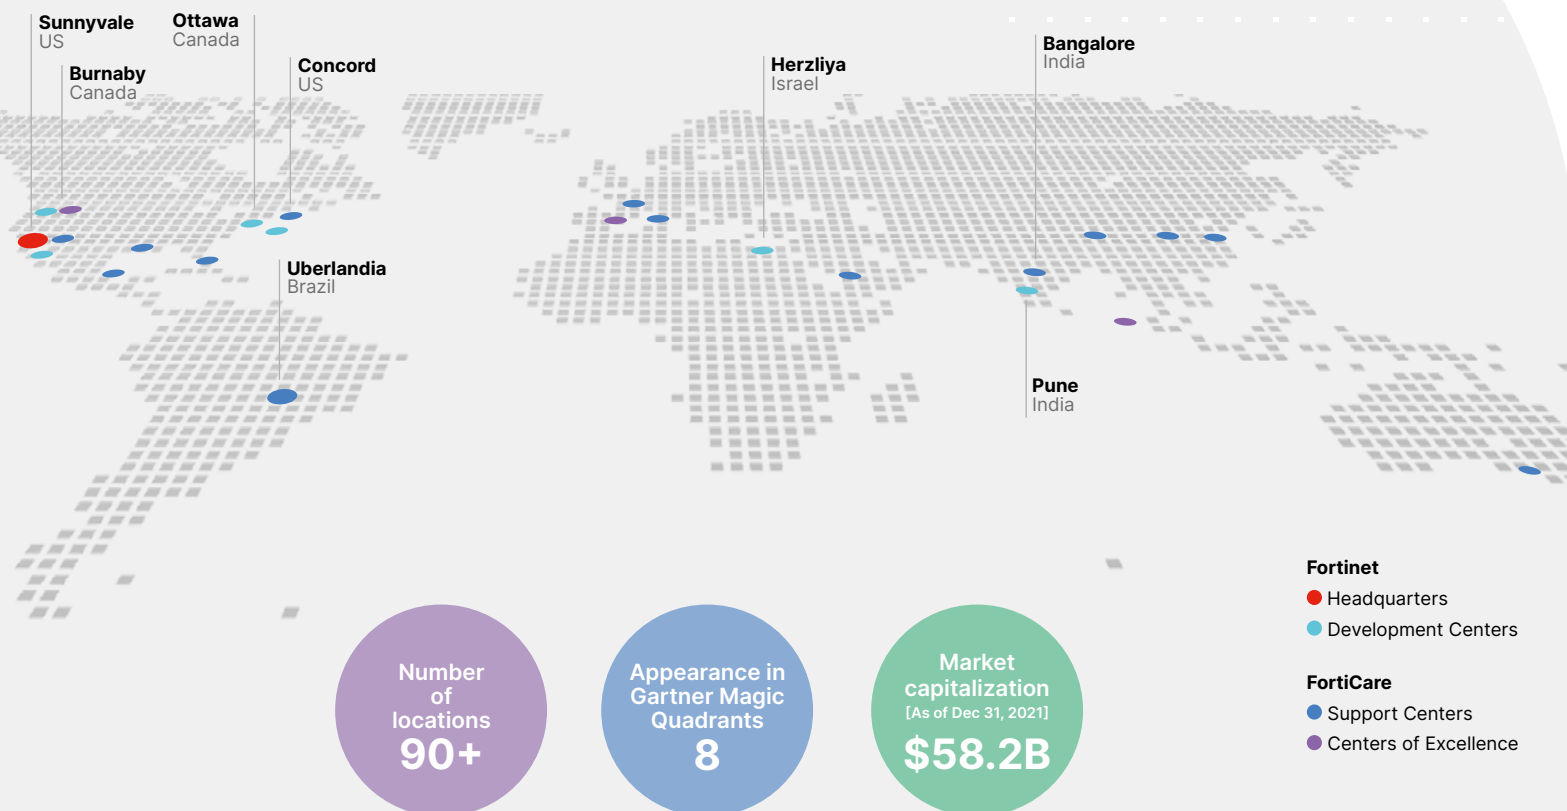 Sunnyvale
US
Ottawa
Canada
Burnaby
Canada
Concord
US
Herzliya
Israel
Bangalore
India
Uberlandia
Brazil
Pune
India
Fortinet
Headquarters
Development Centers
FortiCare
Support Centers
Centers of Excellence
Number
of
locations
90+
Appearance in
Gartner Magic
Quadrants
8
Market
capitalization
[As of Dec 31, 2021]
$58.2B